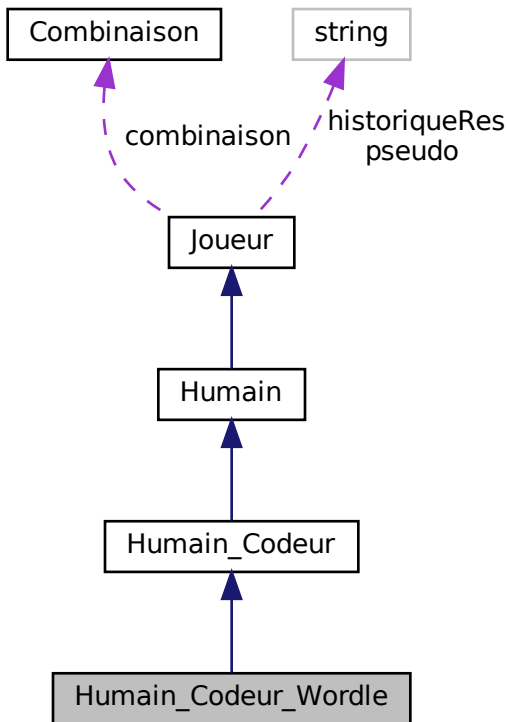 Combinaison
string
combinaison
historiqueRes
pseudo
Joueur
Humain
Humain_Codeur
Humain_Codeur_Wordle